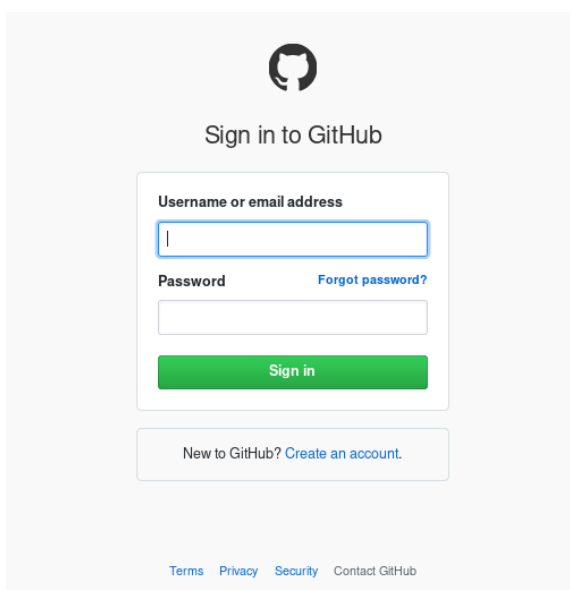 Sign in to GitHub
Username or email address
Password Forgot password?
Sign in
New to GitHub? Create an account.
Terms Privacy Security Contact GitHub